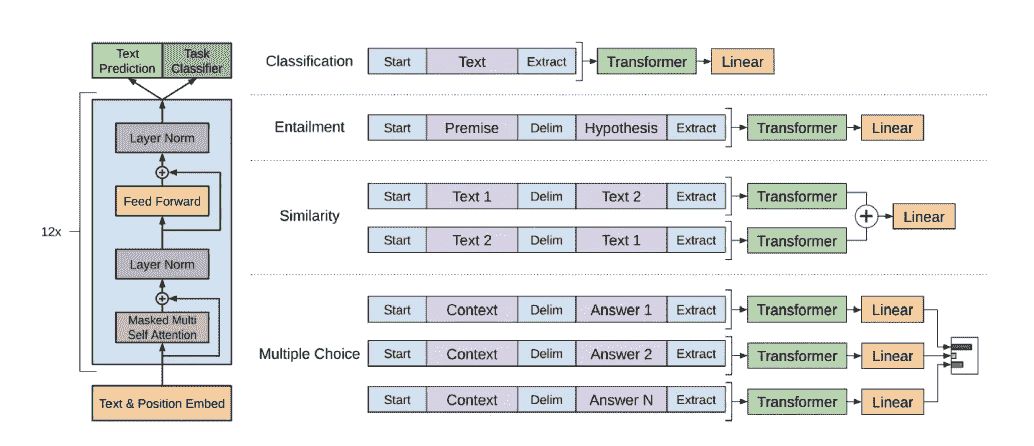 Text
Prediction
Task
Classifier
Layer Norm
Feed Forward
12x
Layer Norm
Masked Multi
Self Attention
Text & Position Embed
Classification Start Text Extract Transformer Linear
Entailment Start Premise Delim Hypothesis Extract Transformer Linear
Similarity
Start Text 1 Delim Text 2 Extract Transformer
Start Text 2 Delim Text 1 Extract Transformer
Linear
Multiple Choice
Start Context Delim Answer 1 Extract Transformer Linear
Start Context Delim Answer 2 Extract Transformer Linear
Start Context Delim Answer N Extract Transformer Linear